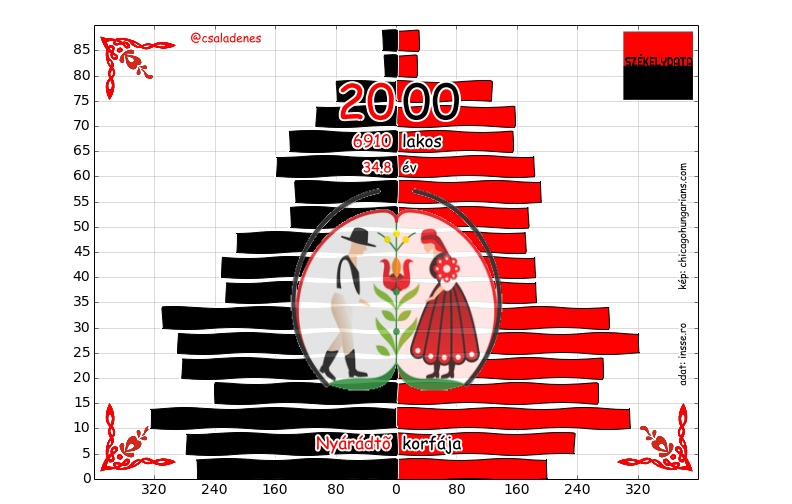 @csaladenes
SZÉKELYDATA
2000
6910 lakos
34.8 év
kép: chicagohungarians.com
adat: insse.ro
Nyárádtő korfája
85
80
75
70
65
60
55
50
45
40
35
30
25
20
15
10
5
0
320 240 160 80 0 80 160 240 320